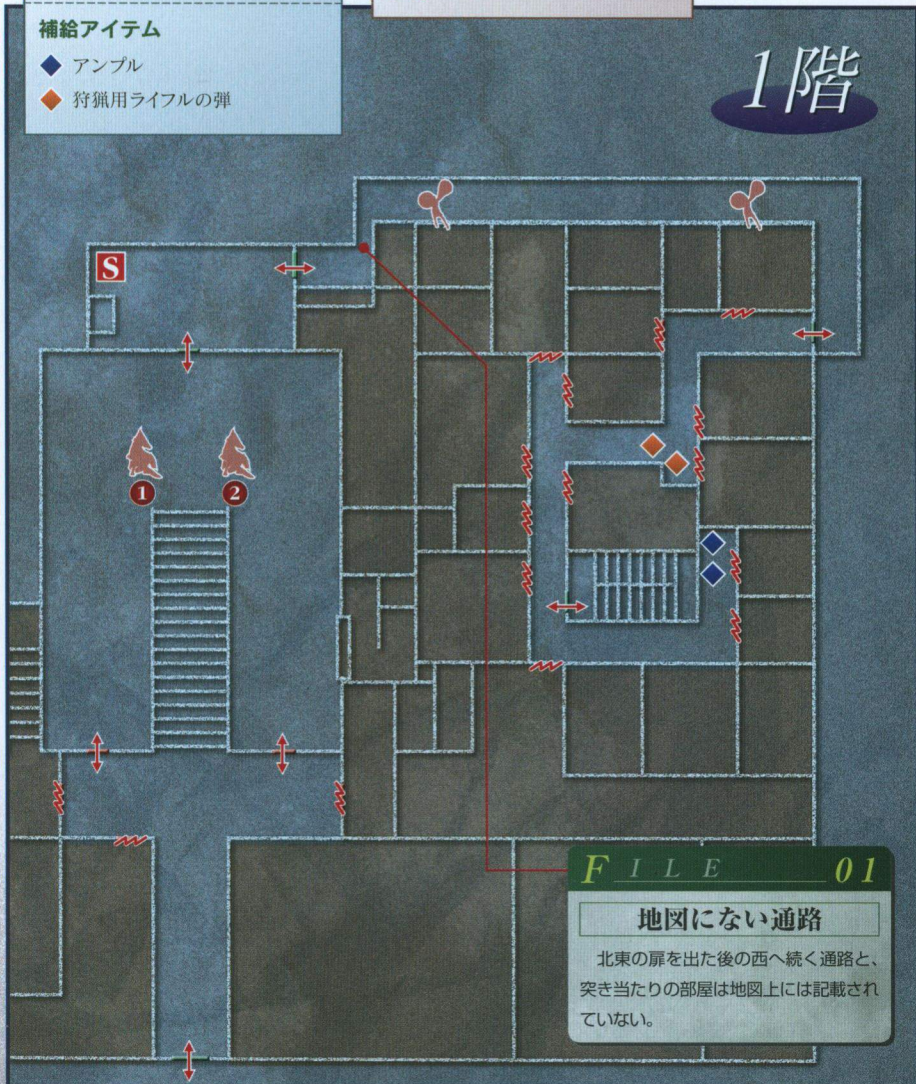 補給アイテム
アンプル
狩猟用ライフルの弾
1階
S
1
2
FILE 01
地図にない通路
北東の扉を出た後の西へ続く通路と、
突き当たりの部屋は地図上には記載され
ていない。